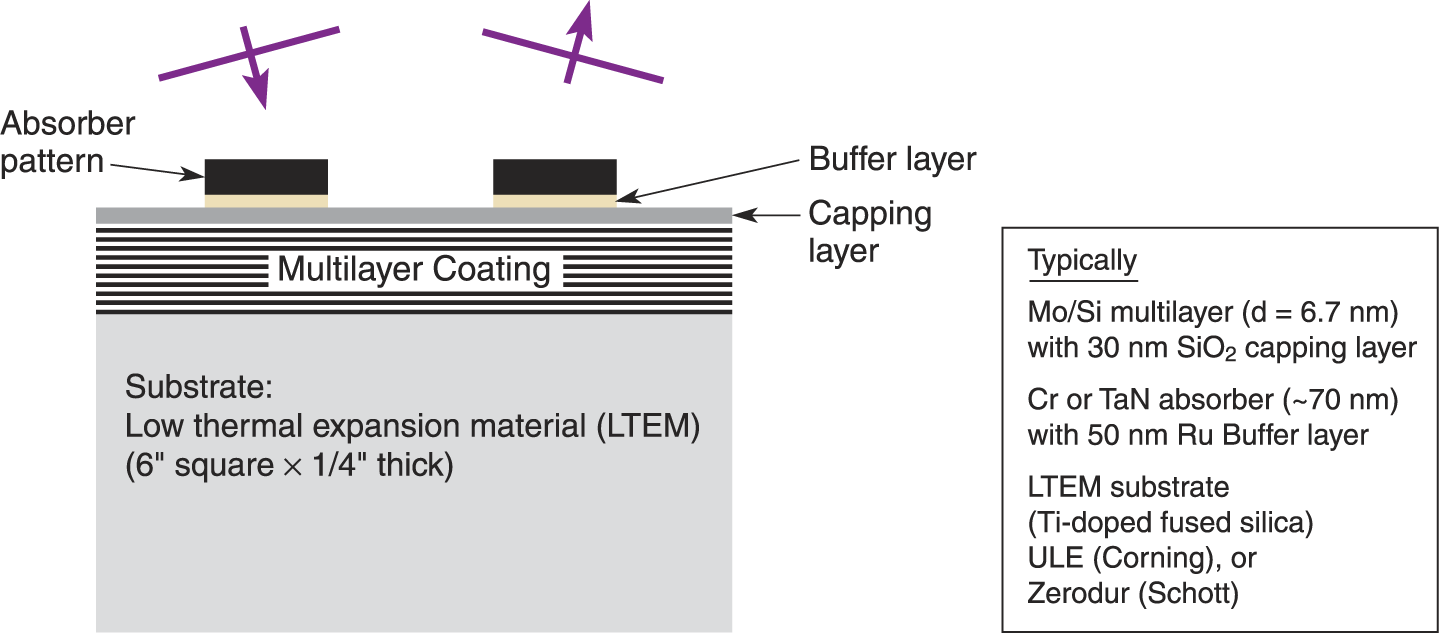 Absorber
pattern
Buffer layer
Capping
layer
Multilayer Coating
Substrate:
Low thermal expansion material (LTEM)
(6" square × 1/4" thick)
Typically
Mo/Si multilayer (d = 6.7 nm)
with 30 nm SiO₂ capping layer
Cr or TaN absorber (~70 nm)
with 50 nm Ru Buffer layer
LTEM substrate
(Ti-doped fused silica)
ULE (Corning), or
Zerodur (Schott)